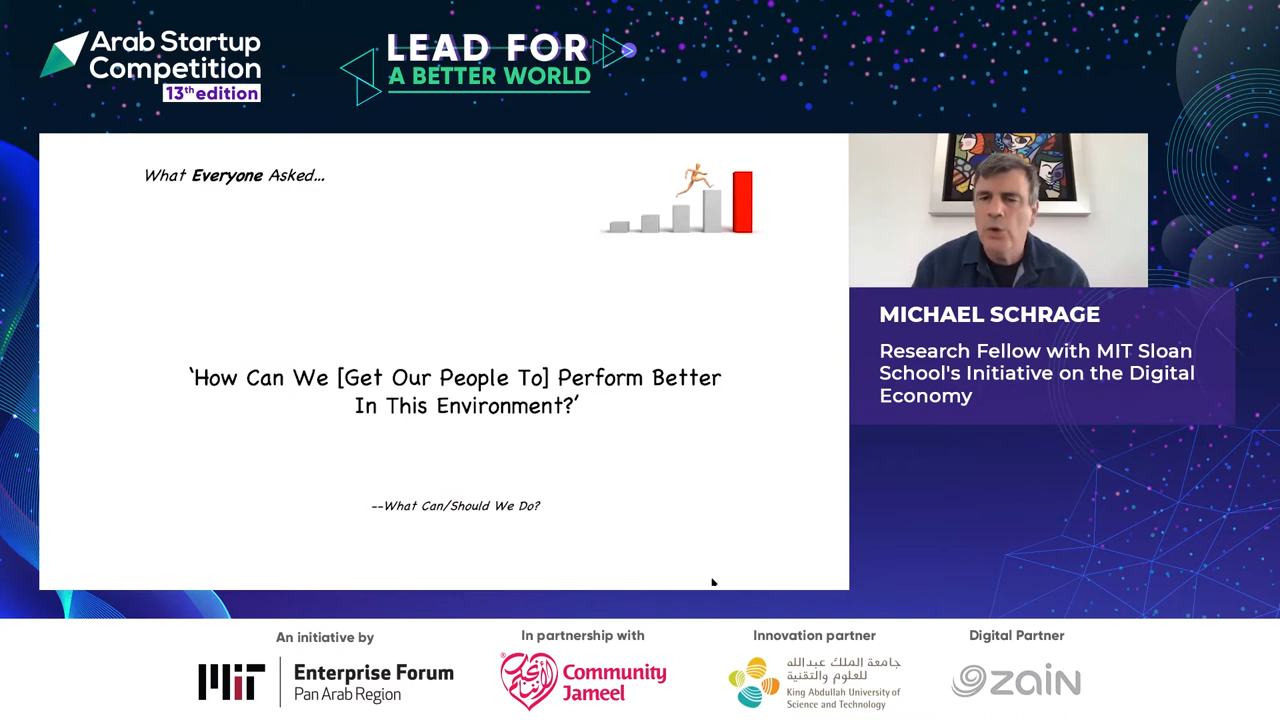 Arab Startup
Competition
13th edition
LEAD FOR
A BETTER WORLD
What Everyone Asked...
‘How Can We [Get Our People To] Perform Better
In This Environment?’
--What Can/Should We Do?
MICHAEL SCHRAGE
Research Fellow with MIT Sloan
School's Initiative on the Digital
Economy
An initiative by
MIT
Enterprise Forum
Pan Arab Region
In partnership with
Community
Jameel
Innovation partner
جامعة الملك عبدالله
للعلوم والتقنية
King Abdullah University of
Science and Technology
Digital Partner
zain